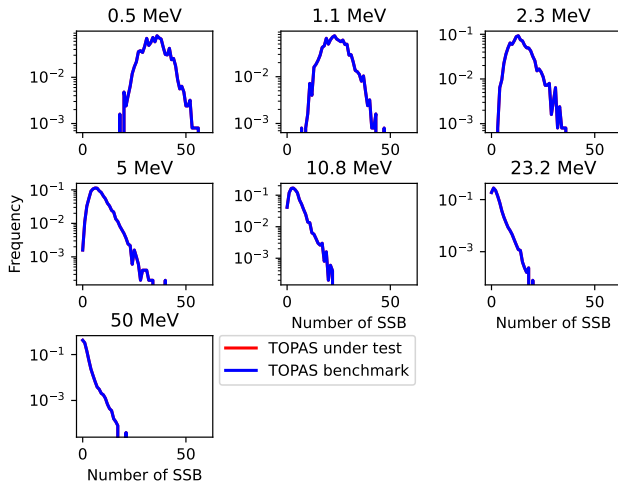 0.5 MeV
1.1 MeV
2.3 MeV
10⁻²
10⁻³
0
50
10⁻²
10⁻³
0
50
10⁻¹
10⁻²
10⁻³
0
50
5 MeV
10.8 MeV
23.2 MeV
Frequency
10⁻¹
10⁻³
0
50
10⁻¹
10⁻³
0
50
Number of SSB
10⁻¹
10⁻³
0
50
Number of SSB
50 MeV
10⁻¹
10⁻³
0
50
Number of SSB
TOPAS under test
TOPAS benchmark